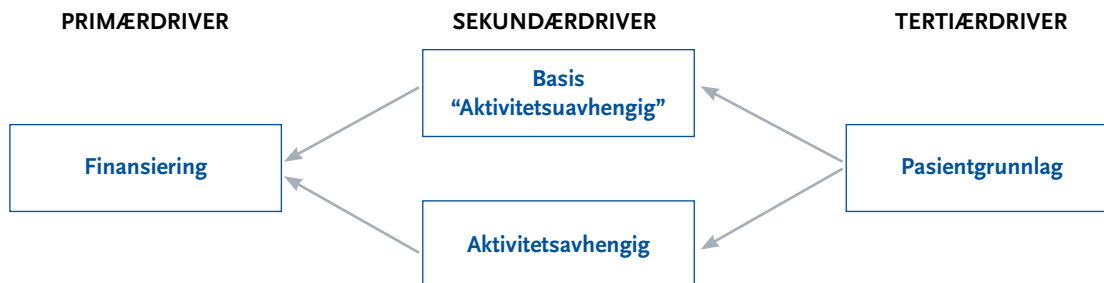 PRIMÆRDRIVER
SEKUNDÆRDRIVER
TERTIÆRDRIVER
Basis
“Aktivitetsuavhengig”
Finansiering
Pasientgrunnlag
Aktivitetsavhengig